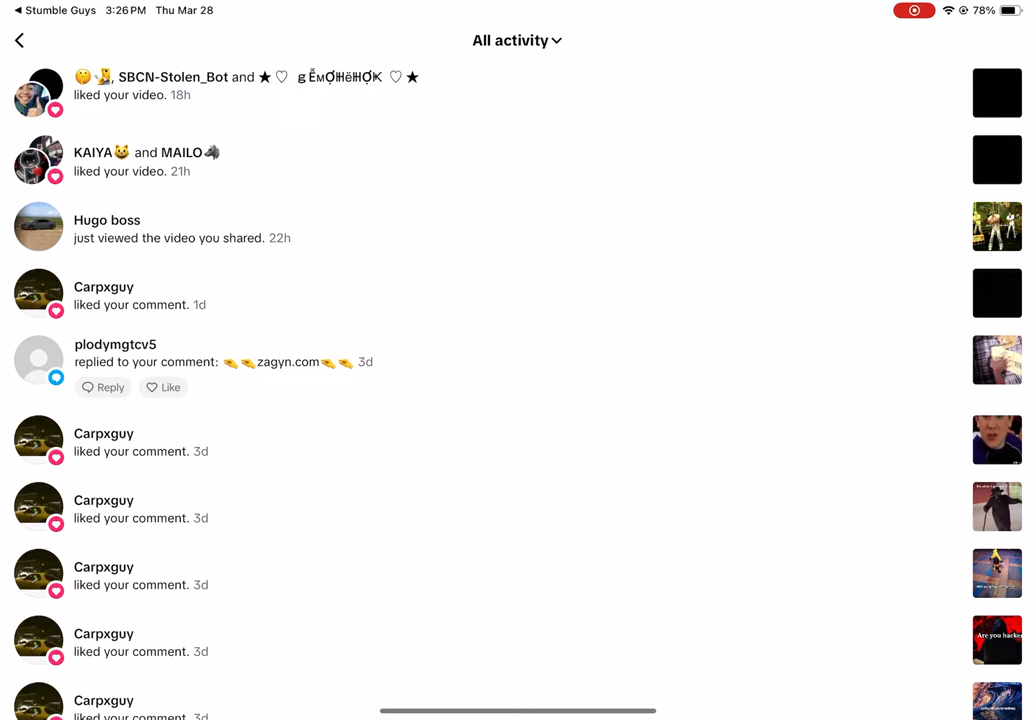 ◀ Stumble Guys 3:26 PM Thu Mar 28 78%
All activity
🤫, SBCN-Stolen_Bot and ★ ♡ ♡ ★
liked your video. 18h
KAIYA😺 and MAILO🐺
liked your video. 21h
Hugo boss
just viewed the video you shared. 22h
Carpxguy
liked your comment. 1d
plodymgtcv5
replied to your comment: 🫴🫴zagyn.com🫴🫴 3d
Reply Like
Carpxguy
liked your comment. 3d
Carpxguy
liked your comment. 3d
Carpxguy
liked your comment. 3d
Carpxguy
Are you hacke
liked your comment. 3d
Carpxguy
liked your comment. 3d